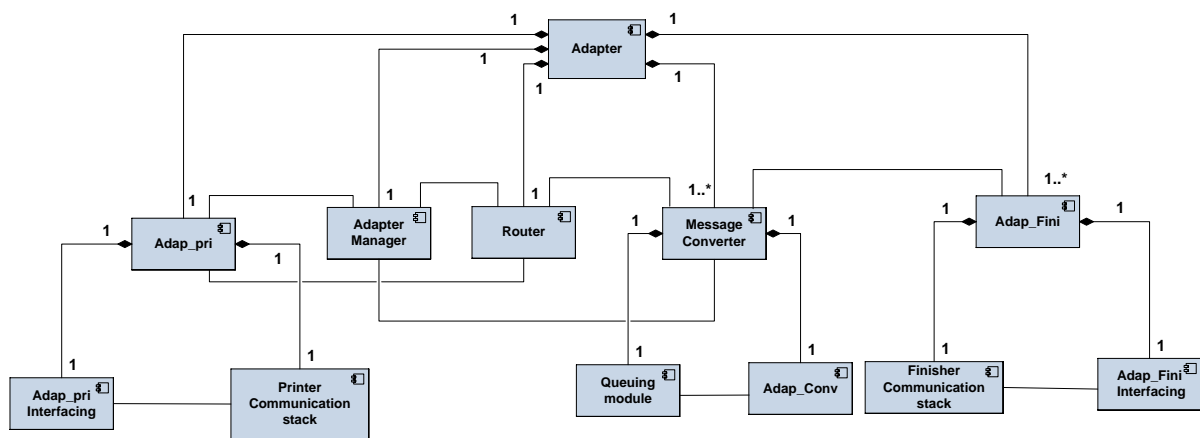 1
1
Adapter
1
1
1
1
1
1
1
1..*
1..*
Adap_pri
Adapter
Manager
Router
Message
Converter
Adap_Fini
1
1
1
1
1
1
1
1
1
1
1
1
Adap_pri
Interfacing
Printer
Communication
stack
Queuing
module
Adap_Conv
Finisher
Communication
stack
Adap_Fini
Interfacing